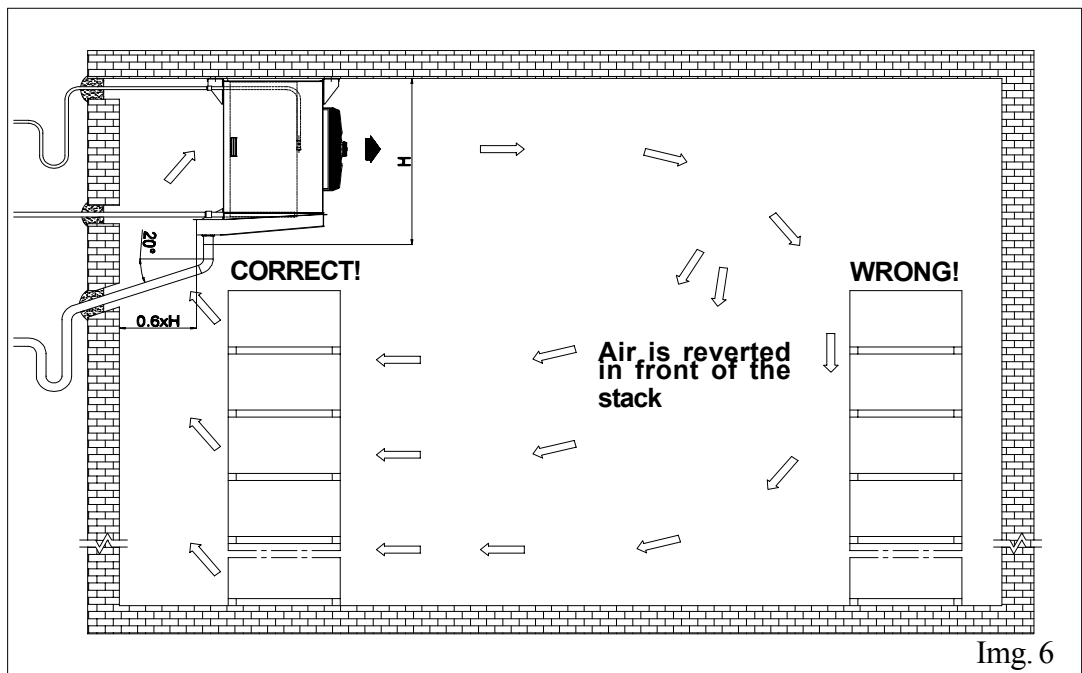 H
20°
CORRECT!
WRONG!
0.6xH
Air is reverted
in front of the
stack
Img. 6